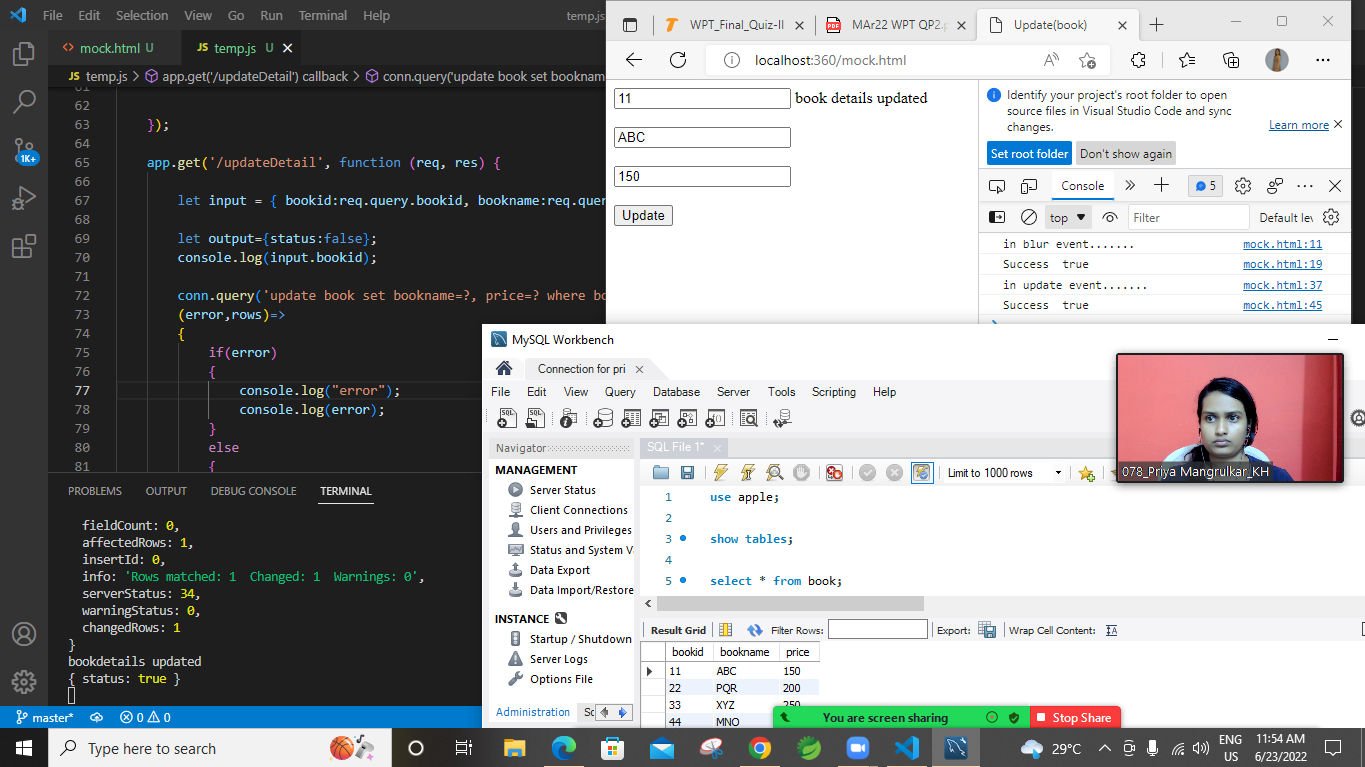 File Edit Selection View Go Run Terminal Help temp.js
mock.html U
JS temp.js U
JS temp.js > app.get('/updateDetail') callback > conn.query('update book set bookname
62
63 });
64
65 app.get('/updateDetail', function (req, res) {
66
67 let input = { bookid:req.query.bookid, bookname:req.que
68
69 let output={status:false};
70 console.log(input.bookid);
71
72 conn.query('update book set bookname=?, price=? where bo
73 (error,rows)=>
74 {
75 if(error)
76 {
77 console.log("error");
78 console.log(error);
79 }
80 else
81 {
1K+
PROBLEMS OUTPUT DEBUG CONSOLE TERMINAL
fieldCount: 0,
affectedRows: 1,
insertId: 0,
info: 'Rows matched: 1 Changed: 1 Warnings: 0',
serverStatus: 34,
warningStatus: 0,
changedRows: 1
}
bookdetails updated
{ status: true }
master* 0 0
WPT_Final_Quiz-II
PDF MAr22 WPT QP2.p
Update(book)
localhost:360/mock.html
11 book details updated
ABC
150
Update
Identify your project's root folder to open
source files in Visual Studio Code and sync
changes.
Learn more
Set root folder Don't show again
Console 5
top Filter Default lev
in blur event....... mock.html:11
Success true mock.html:19
in update event....... mock.html:37
Success true mock.html:45
MySQL Workbench
Connection for pri
File Edit View Query Database Server Tools Scripting Help
Navigator
MANAGEMENT
Server Status
Client Connections
Users and Privileges
Status and System V
Data Export
Data Import/Restore
INSTANCE
Startup / Shutdown
Server Logs
Options File
Administration Sc
SQL File 1*
Limit to 1000 rows
1 use apple;
2
3 show tables;
4
5 select * from book;
Result Grid Filter Rows: Export: Wrap Cell Content:
bookid bookname price
11 ABC 150
22 PQR 200
33 XYZ 250
44 MNO
078_Priya Mangrulkar_KH
You are screen sharing Stop Share
Type here to search
29°C
ENG
US
11:54 AM
6/23/2022